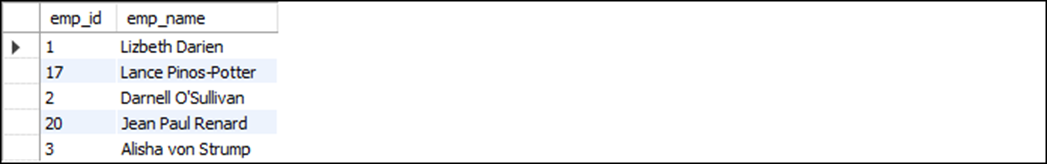 emp_id emp_name
1 Lizbeth Darien
17 Lance Pinos-Potter
2 Darnell O'Sullivan
20 Jean Paul Renard
3 Alisha von Strump